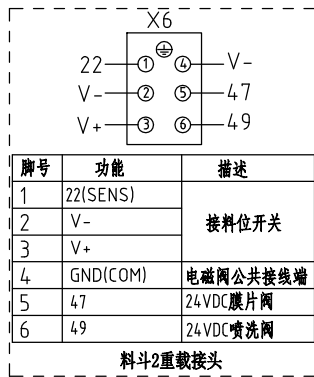 X6
22 1 4 V-
V- 2 5 47
V+ 3 6 49
脚号 功能 描述
1 22(SENS)
2 V- 接料位开关
3 V+
4 GND(COM) 电磁阀公共接线端
5 47 24VDC膜片阀
6 49 24VDC喷洗阀
料斗2重载接头